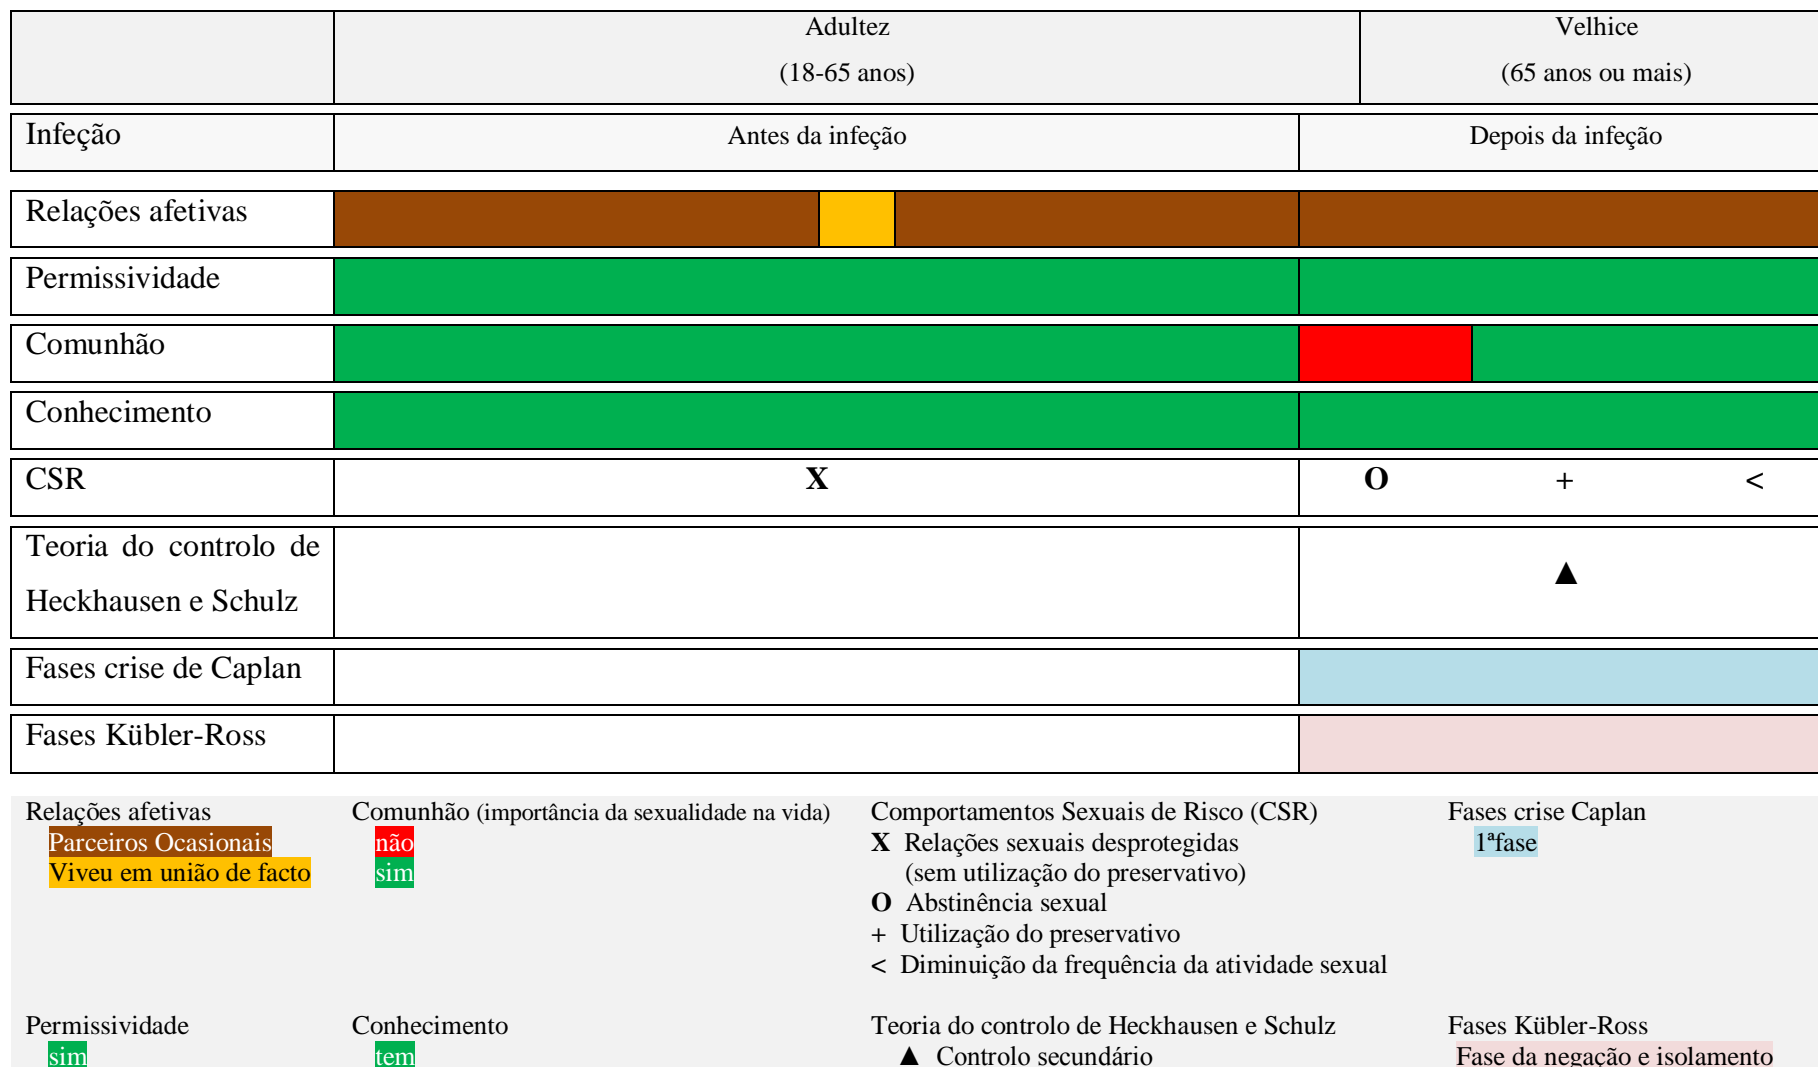 Adultez
(18-65 anos)
Velhice
(65 anos ou mais)
Infeção
Antes da infeção
Depois da infeção
Relações afetivas
Permissividade
Comunhão
Conhecimento
CSR
X
O
+
<
Teoria do controlo de
Heckhausen e Schulz
▲
Fases crise de Caplan
Fases Kübler-Ross
Relações afetivas
Parceiros Ocasionais
Viveu em união de facto
Comunhão (importância da sexualidade na vida)
não
sim
Comportamentos Sexuais de Risco (CSR)
X Relações sexuais desprotegidas
(sem utilização do preservativo)
O Abstinência sexual
+ Utilização do preservativo
< Diminuição da frequência da atividade sexual
Fases crise Caplan
1ªfase
Permissividade
sim
Conhecimento
tem
Teoria do controlo de Heckhausen e Schulz
▲ Controlo secundário
Fases Kübler-Ross
Fase da negação e isolamento